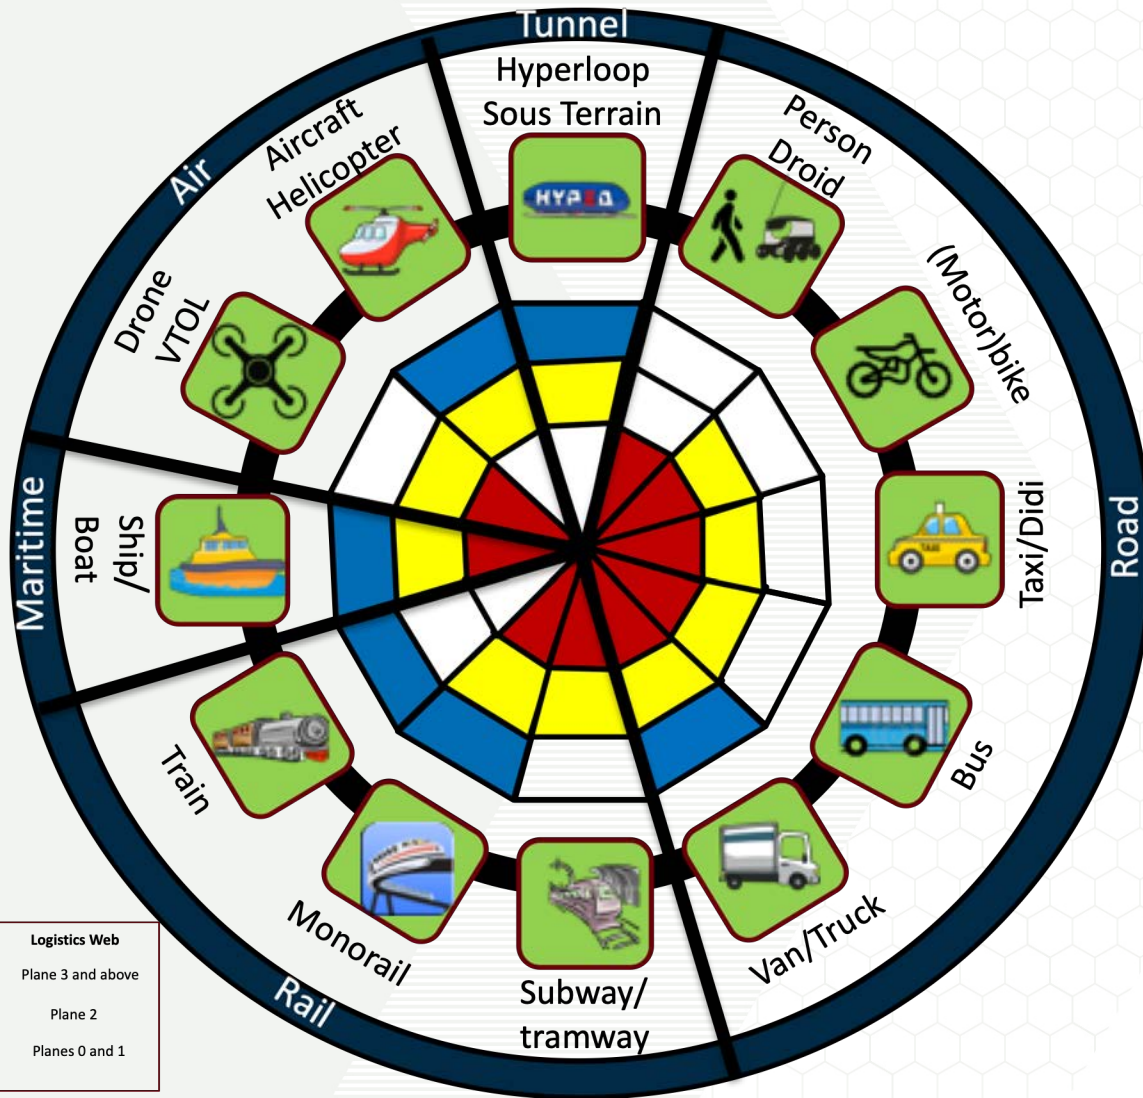 Tunnel
Hyperloop
Sous Terrain
Person
Droid
(Motor)bike
Taxi/Didi
Road
Bus
Van/Truck
Subway/
tramway
Monorail
Rail
Train
Maritime
Ship/
Boat
Drone
VTOL
Air
Aircraft
Helicopter
HYPED
TAXI
Logistics Web
Plane 3 and above
Plane 2
Planes 0 and 1